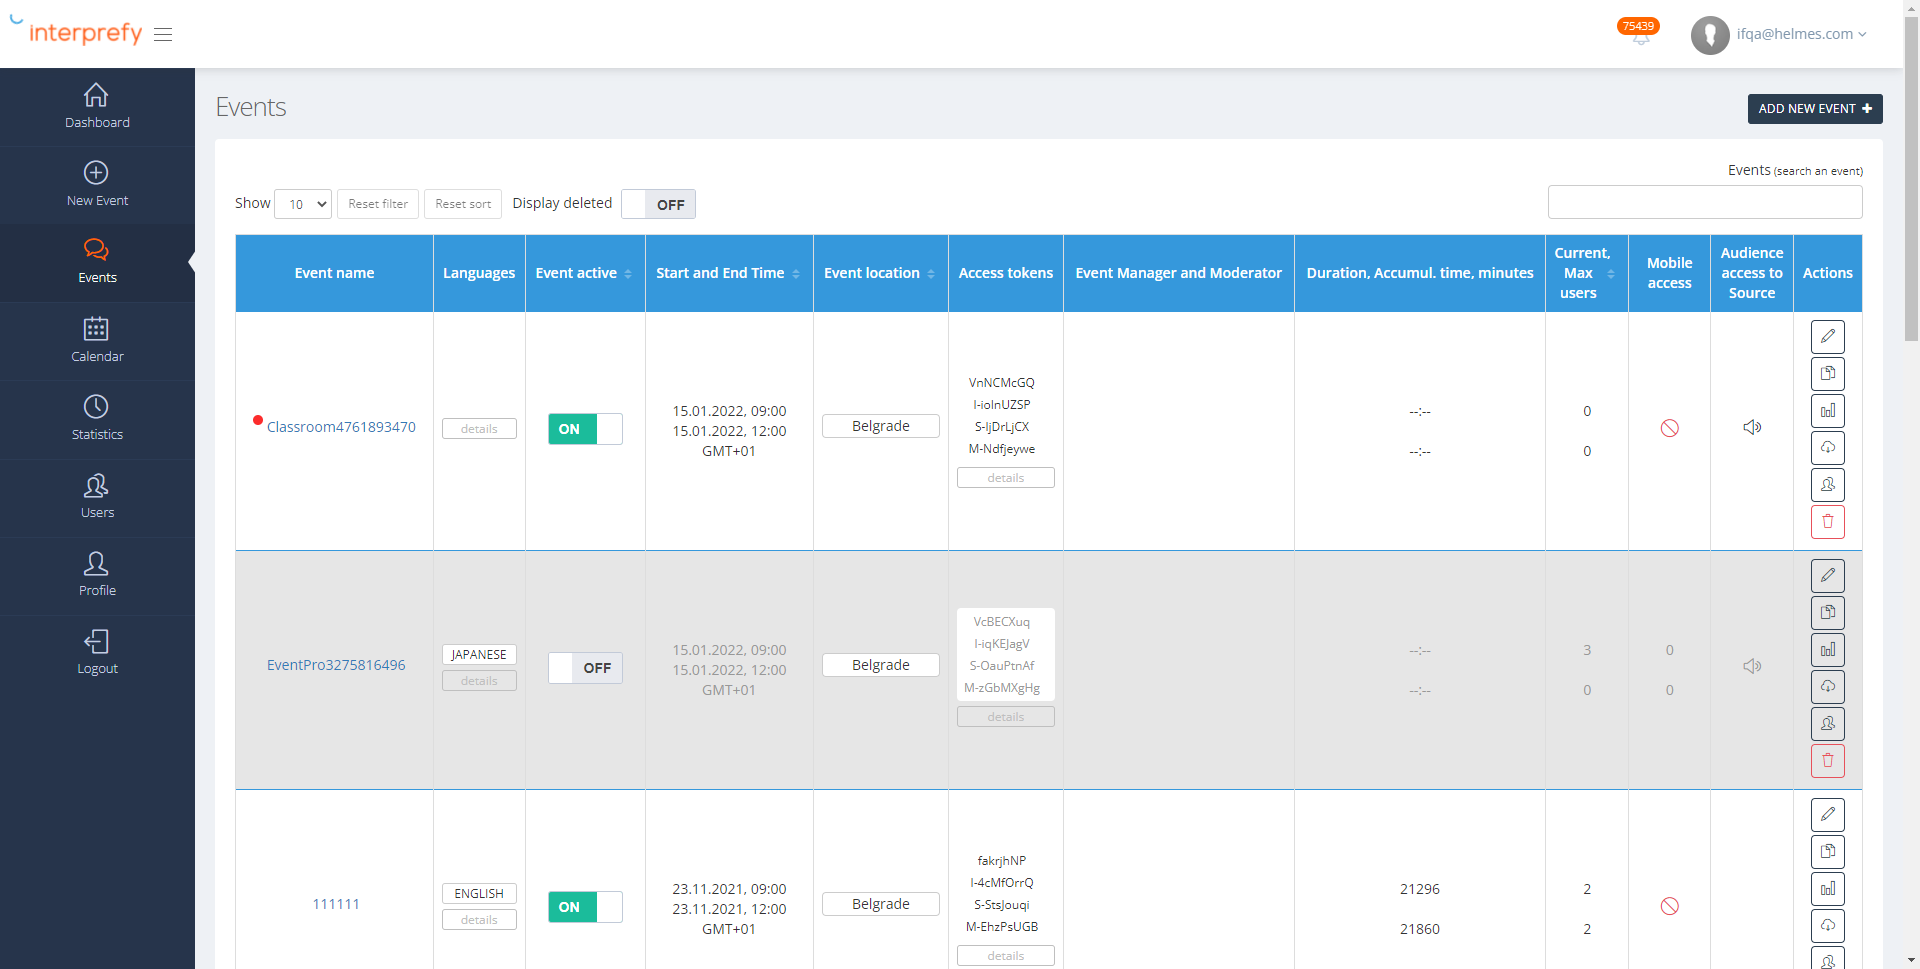 interprefy
75439
ifqa@helmes.com
Dashboard
New Event
Events
Calendar
Statistics
Users
Profile
Logout
Events
ADD NEW EVENT
Events (search an event)
Show 10 Reset filter Reset sort Display deleted OFF
Event name Languages Event active Start and End Time Event location Access tokens Event Manager and Moderator Duration, Accumul. time, minutes Current, Max users Mobile access Audience access to Source Actions
Classroom4761893470
details
ON
15.01.2022, 09:00
15.01.2022, 12:00
GMT+01
Belgrade
VnNCMcGQ
I-ioInUZSP
S-IjDrLjCX
M-Ndfjeywe
details
--:--
--:--
0
0
EventPro3275816496
JAPANESE
details
OFF
15.01.2022, 09:00
15.01.2022, 12:00
GMT+01
Belgrade
VcBECXuq
I-iqKEJagV
S-OauPtnAf
M-zGbMXgHg
details
--:--
--:--
3
0
0
0
111111
ENGLISH
details
ON
23.11.2021, 09:00
23.11.2021, 12:00
GMT+01
Belgrade
fakrjhNP
I-4cMfOrrQ
S-StsJouqi
M-EhzPsUGB
details
21296
21860
2
2